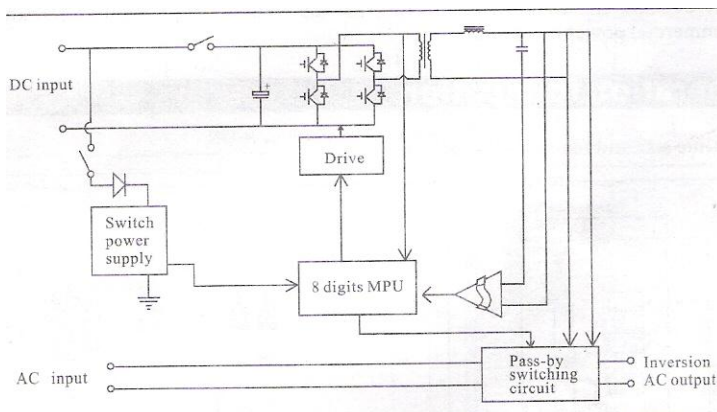 DC input
Drive
Switch
power
supply
8 digits MPU
AC input
Pass-by
switching
circuit
Inversion
AC output